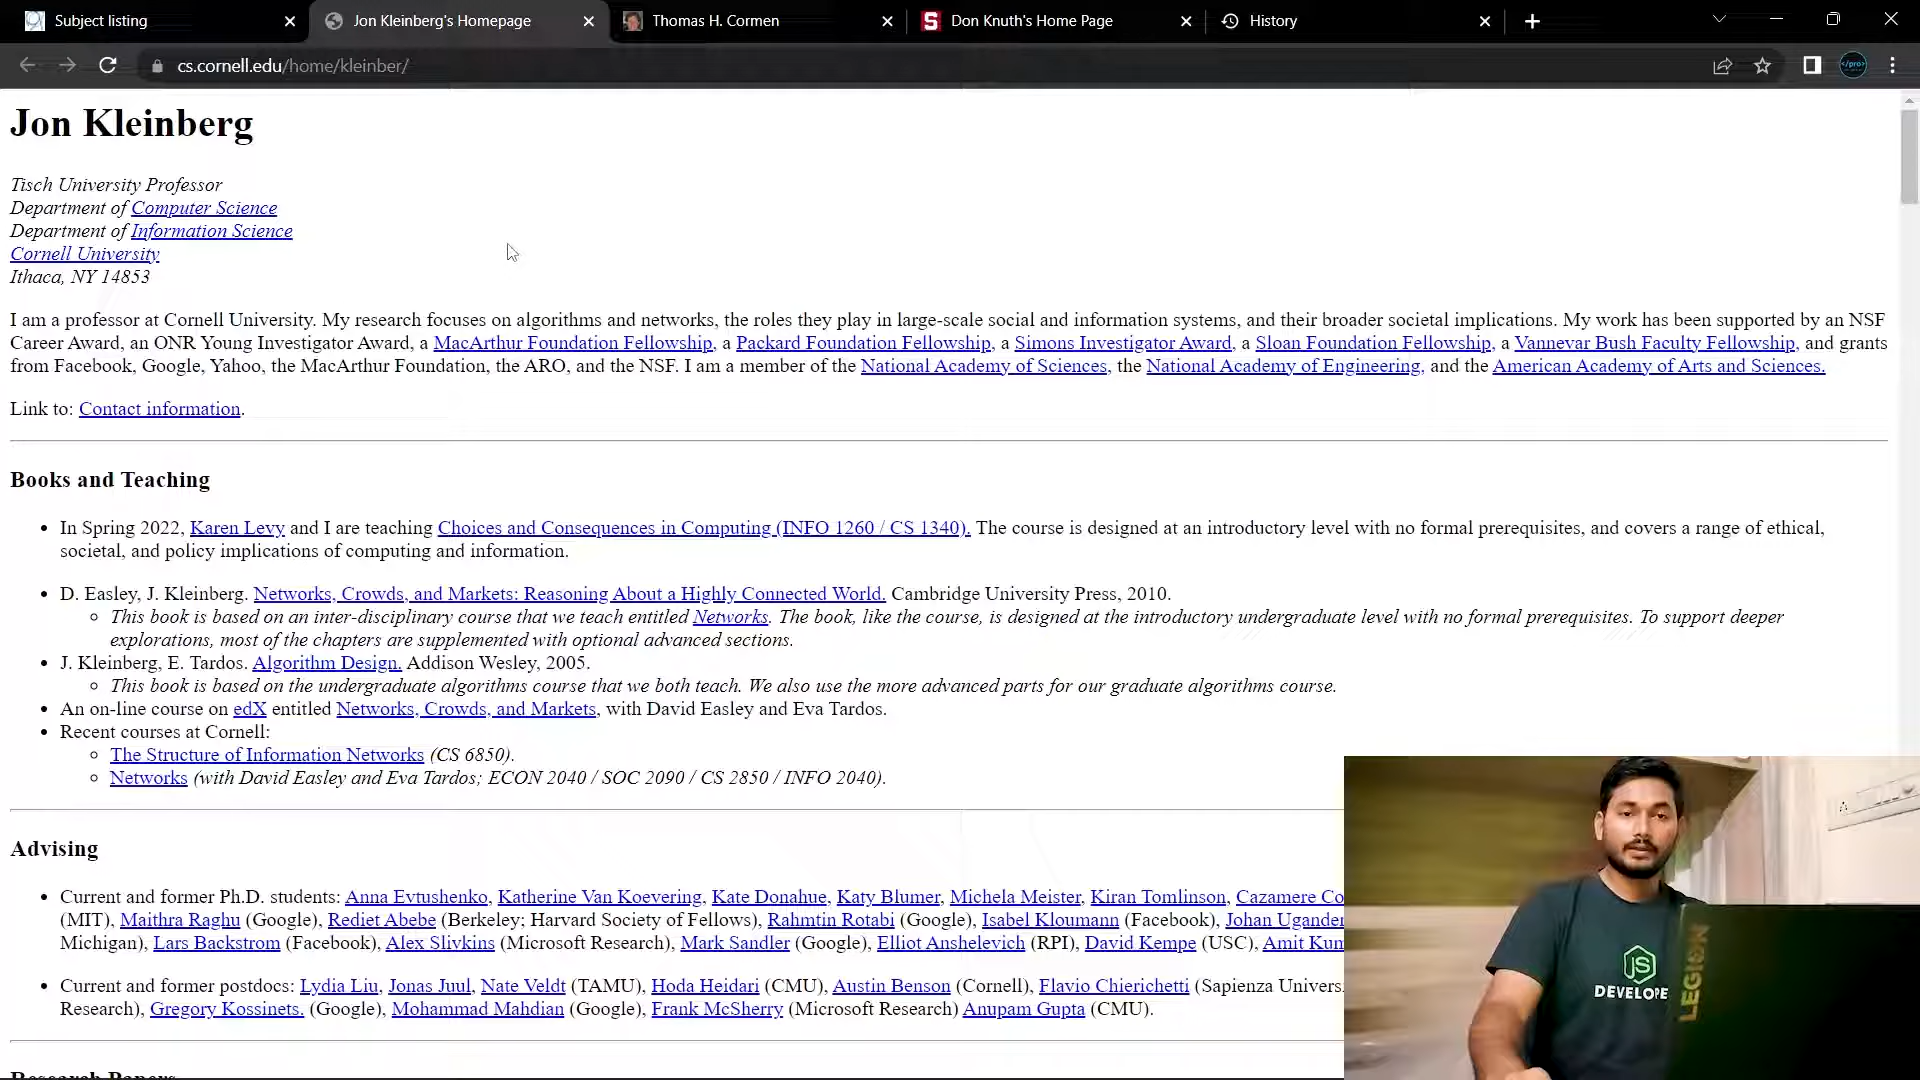 Subject listing
Jon Kleinberg's Homepage
Thomas H. Cormen
Don Knuth's Home Page
History
cs.cornell.edu/home/kleinber/
</pro>
Jon Kleinberg
Tisch University Professor
Department of Computer Science
Department of Information Science
Cornell University
Ithaca, NY 14853
I am a professor at Cornell University. My research focuses on algorithms and networks, the roles they play in large-scale social and information systems, and their broader societal implications. My work has been supported by an NSF
Career Award, an ONR Young Investigator Award, a MacArthur Foundation Fellowship, a Packard Foundation Fellowship, a Simons Investigator Award, a Sloan Foundation Fellowship, a Vannevar Bush Faculty Fellowship, and grants
from Facebook, Google, Yahoo, the MacArthur Foundation, the ARO, and the NSF. I am a member of the National Academy of Sciences, the National Academy of Engineering, and the American Academy of Arts and Sciences.
Link to: Contact information.
Books and Teaching
• In Spring 2022, Karen Levy and I are teaching Choices and Consequences in Computing (INFO 1260 / CS 1340). The course is designed at an introductory level with no formal prerequisites, and covers a range of ethical,
societal, and policy implications of computing and information.
• D. Easley, J. Kleinberg. Networks, Crowds, and Markets: Reasoning About a Highly Connected World. Cambridge University Press, 2010.
This book is based on an inter-disciplinary course that we teach entitled Networks. The book, like the course, is designed at the introductory undergraduate level with no formal prerequisites. To support deeper
explorations, most of the chapters are supplemented with optional advanced sections.
• J. Kleinberg, E. Tardos. Algorithm Design. Addison Wesley, 2005.
This book is based on the undergraduate algorithms course that we both teach. We also use the more advanced parts for our graduate algorithms course.
• An on-line course on edX entitled Networks, Crowds, and Markets, with David Easley and Eva Tardos.
• Recent courses at Cornell:
The Structure of Information Networks (CS 6850).
Networks (with David Easley and Eva Tardos; ECON 2040 / SOC 2090 / CS 2850 / INFO 2040).
Advising
• Current and former Ph.D. students: Anna Evtushenko, Katherine Van Koevering, Kate Donahue, Katy Blumer, Michela Meister, Kiran Tomlinson, Cazamere Co
(MIT), Maithra Raghu (Google), Rediet Abebe (Berkeley; Harvard Society of Fellows), Rahmtin Rotabi (Google), Isabel Kloumann (Facebook), Johan Ugander
Michigan), Lars Backstrom (Facebook), Alex Slivkins (Microsoft Research), Mark Sandler (Google), Elliot Anshelevich (RPI), David Kempe (USC), Amit Kum
• Current and former postdocs: Lydia Liu, Jonas Juul, Nate Veldt (TAMU), Hoda Heidari (CMU), Austin Benson (Cornell), Flavio Chierichetti (Sapienza Univers
Research), Gregory Kossinets. (Google), Mohammad Mahdian (Google), Frank McSherry (Microsoft Research) Anupam Gupta (CMU).
Research Papers
JS
DEVELOPE
LEGION